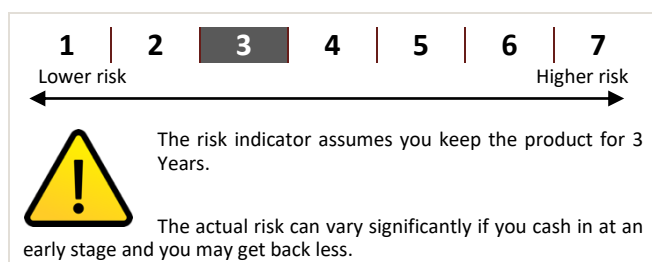 1 2 3 4 5 6 7
Lower risk Higher risk
The risk indicator assumes you keep the product for 3
Years.
The actual risk can vary significantly if you cash in at an
early stage and you may get back less.